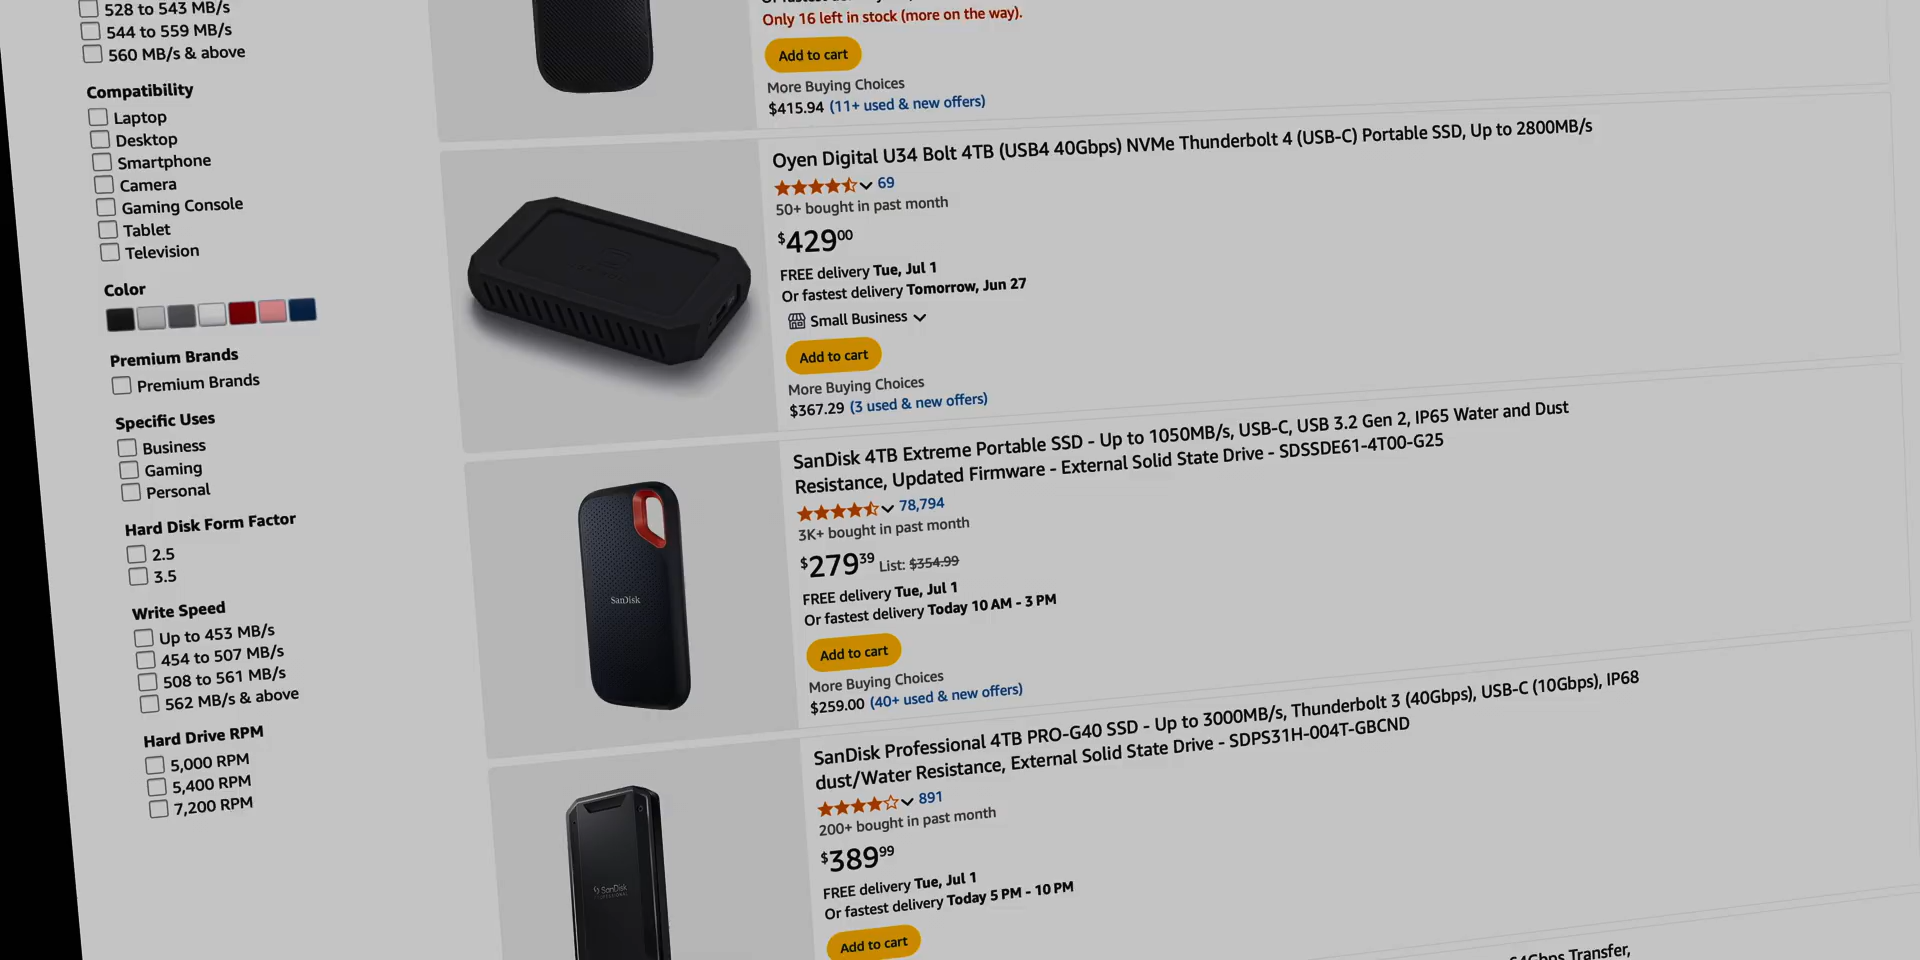 528 to 543 MB/s
544 to 559 MB/s
560 MB/s & above
Compatibility
Laptop
Desktop
Smartphone
Camera
Gaming Console
Tablet
Television
Color
Premium Brands
Premium Brands
Specific Uses
Business
Gaming
Personal
Hard Disk Form Factor
2.5
3.5
Write Speed
Up to 453 MB/s
454 to 507 MB/s
508 to 561 MB/s
562 MB/s & above
Hard Drive RPM
5,000 RPM
5,400 RPM
7,200 RPM
Only 16 left in stock (more on the way).
Add to cart
More Buying Choices
$415.94 (11+ used & new offers)
Oyen Digital U34 Bolt 4TB (USB4 40Gbps) NVMe Thunderbolt 4 (USB-C) Portable SSD, Up to 2800MB/s
69
50+ bought in past month
$42900
FREE delivery Tue, Jul 1
Or fastest delivery Tomorrow, Jun 27
Small Business
Add to cart
More Buying Choices
$367.29 (3 used & new offers)
SanDisk
SanDisk 4TB Extreme Portable SSD - Up to 1050MB/s, USB-C, USB 3.2 Gen 2, IP65 Water and Dust
Resistance, Updated Firmware - External Solid State Drive - SDSSDE61-4T00-G25
78,794
3K+ bought in past month
$27939 List: $354.99
FREE delivery Tue, Jul 1
Or fastest delivery Today 10 AM - 3 PM
Add to cart
More Buying Choices
$259.00 (40+ used & new offers)
SanDisk
SanDisk Professional 4TB PRO-G40 SSD - Up to 3000MB/s, Thunderbolt 3 (40Gbps), USB-C (10Gbps), IP68
dust/Water Resistance, External Solid State Drive - SDPS31H-004T-GBCND
891
200+ bought in past month
$38999
FREE delivery Tue, Jul 1
Or fastest delivery Today 5 PM - 10 PM
Add to cart
Transfer,